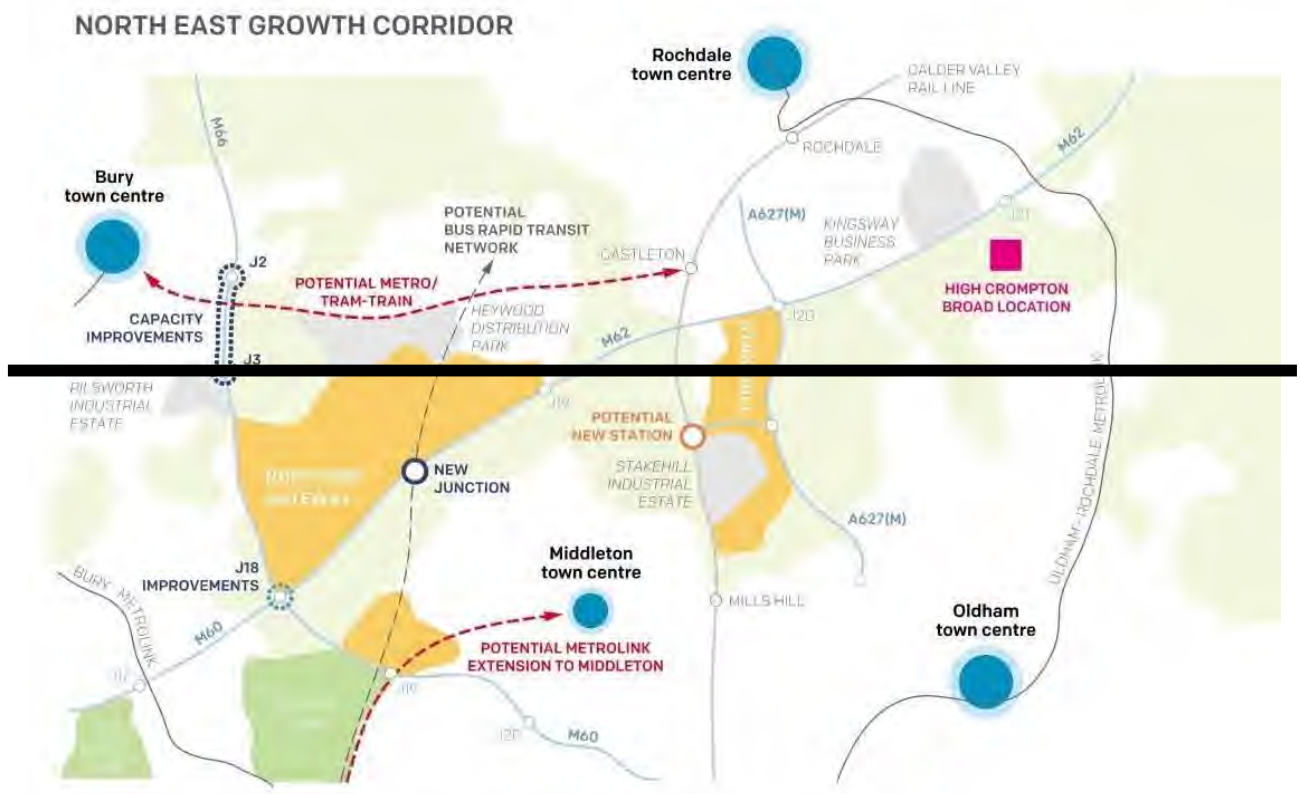 NORTH EAST GROWTH CORRIDOR
Rochdale
town centre
CALDER VALLEY
RAIL LINE
M66
M62
ROCHDALE
Bury
town centre
POTENTIAL
BUS RAPID TRANSIT
NETWORK
A627(M)
KINGSWAY
BUSINESS
PARK
J21
CASTLETON
J2
POTENTIAL METRO/
TRAM-TRAIN
HIGH CROMPTON
BROAD LOCATION
CAPACITY
IMPROVEMENTS
HEYWOOD
DISTRIBUTION
PARK
J20
M62
J3
PILSWORTH
INDUSTRIAL
ESTATE
J19
POTENTIAL
NEW STATION
OLDHAM - ROCHDALE METROLINK
NEW
JUNCTION
STAKEHILL
INDUSTRIAL
ESTATE
A627(M)
J18
IMPROVEMENTS
Middleton
town centre
BURY METROLINK
MILLS HILL
Oldham
town centre
M60
POTENTIAL METROLINK
EXTENSION TO MIDDLETON
J17
J19
J20
M60